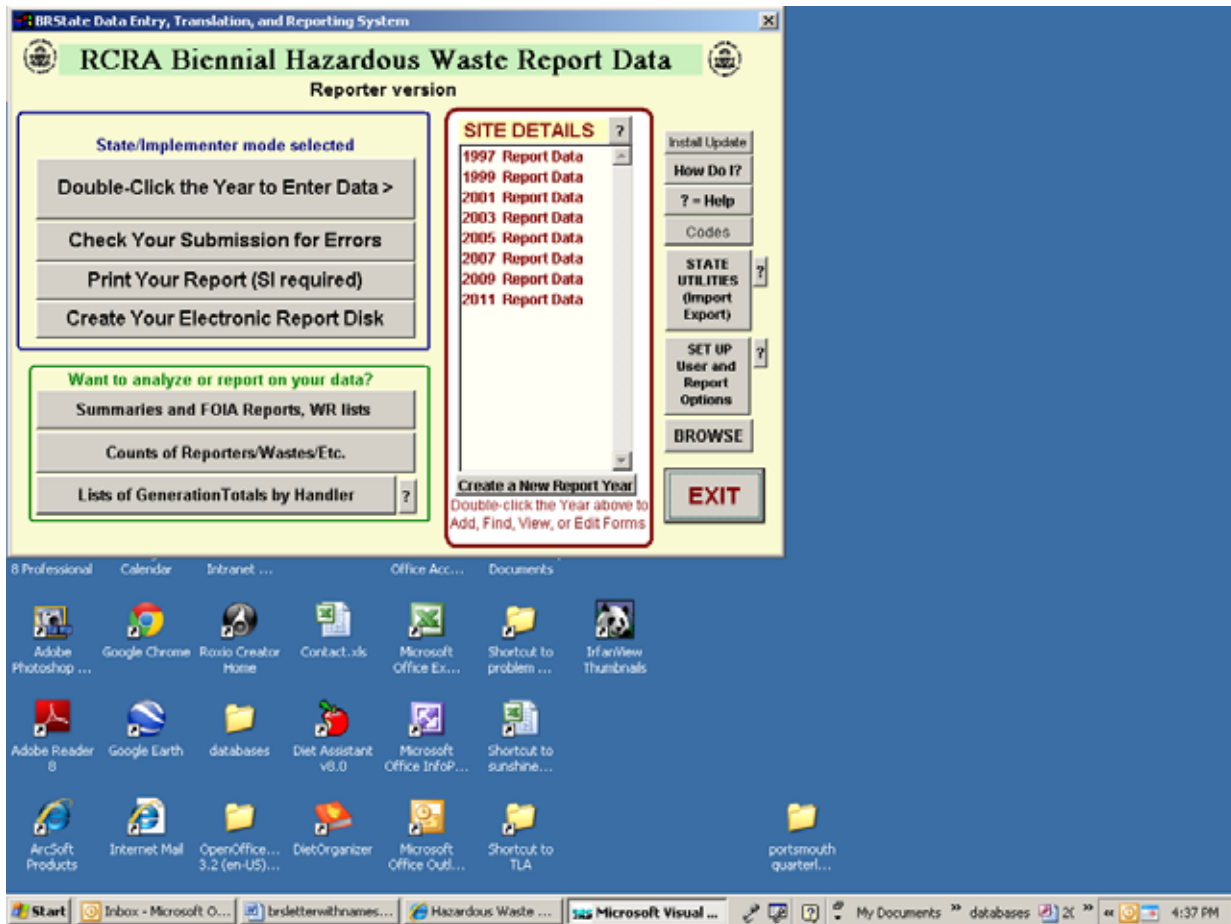 BRState Data Entry, Translation, and Reporting System
RCRA Biennial Hazardous Waste Report Data
Reporter version
State/Implementer mode selected
Double-Click the Year to Enter Data >
Check Your Submission for Errors
Print Your Report (SI required)
Create Your Electronic Report Disk
Want to analyze or report on your data?
Summaries and FOIA Reports, WR lists
Counts of Reporters/Wastes/Etc.
Lists of GenerationTotals by Handler
?
SITE DETAILS
?
1997 Report Data
1999 Report Data
2001 Report Data
2003 Report Data
2005 Report Data
2007 Report Data
2009 Report Data
2011 Report Data
Create a New Report Year
Double-click the Year above to
Add, Find, View, or Edit Forms
Install Update
How Do I?
? = Help
Codes
STATE
UTILITIES
(Import
Export)
?
SET UP
User and
Report
Options
?
BROWSE
EXIT
8 Professional
Calendar
Intranet ...
Office Acc...
Documents
Adobe
Photoshop ...
Google Chrome
Roxio Creator
Home
Contact.xls
Microsoft
Office Ex...
Shortcut to
problem ...
IrfanView
Thumbnails
Adobe Reader
8
Google Earth
databases
Diet Assistant
v8.0
Microsoft
Office InfoP...
Shortcut to
sunshine...
ArcSoft
Products
Internet Mail
OpenOffice...
3.2 (en-US)...
DietOrganizer
Microsoft
Office Outl...
Shortcut to
TLA
portsmouth
quarterl...
Start
Inbox - Microsoft O...
brsletterwithnames...
Hazardous Waste ...
Microsoft Visual ...
My Documents
databases
4:37 PM